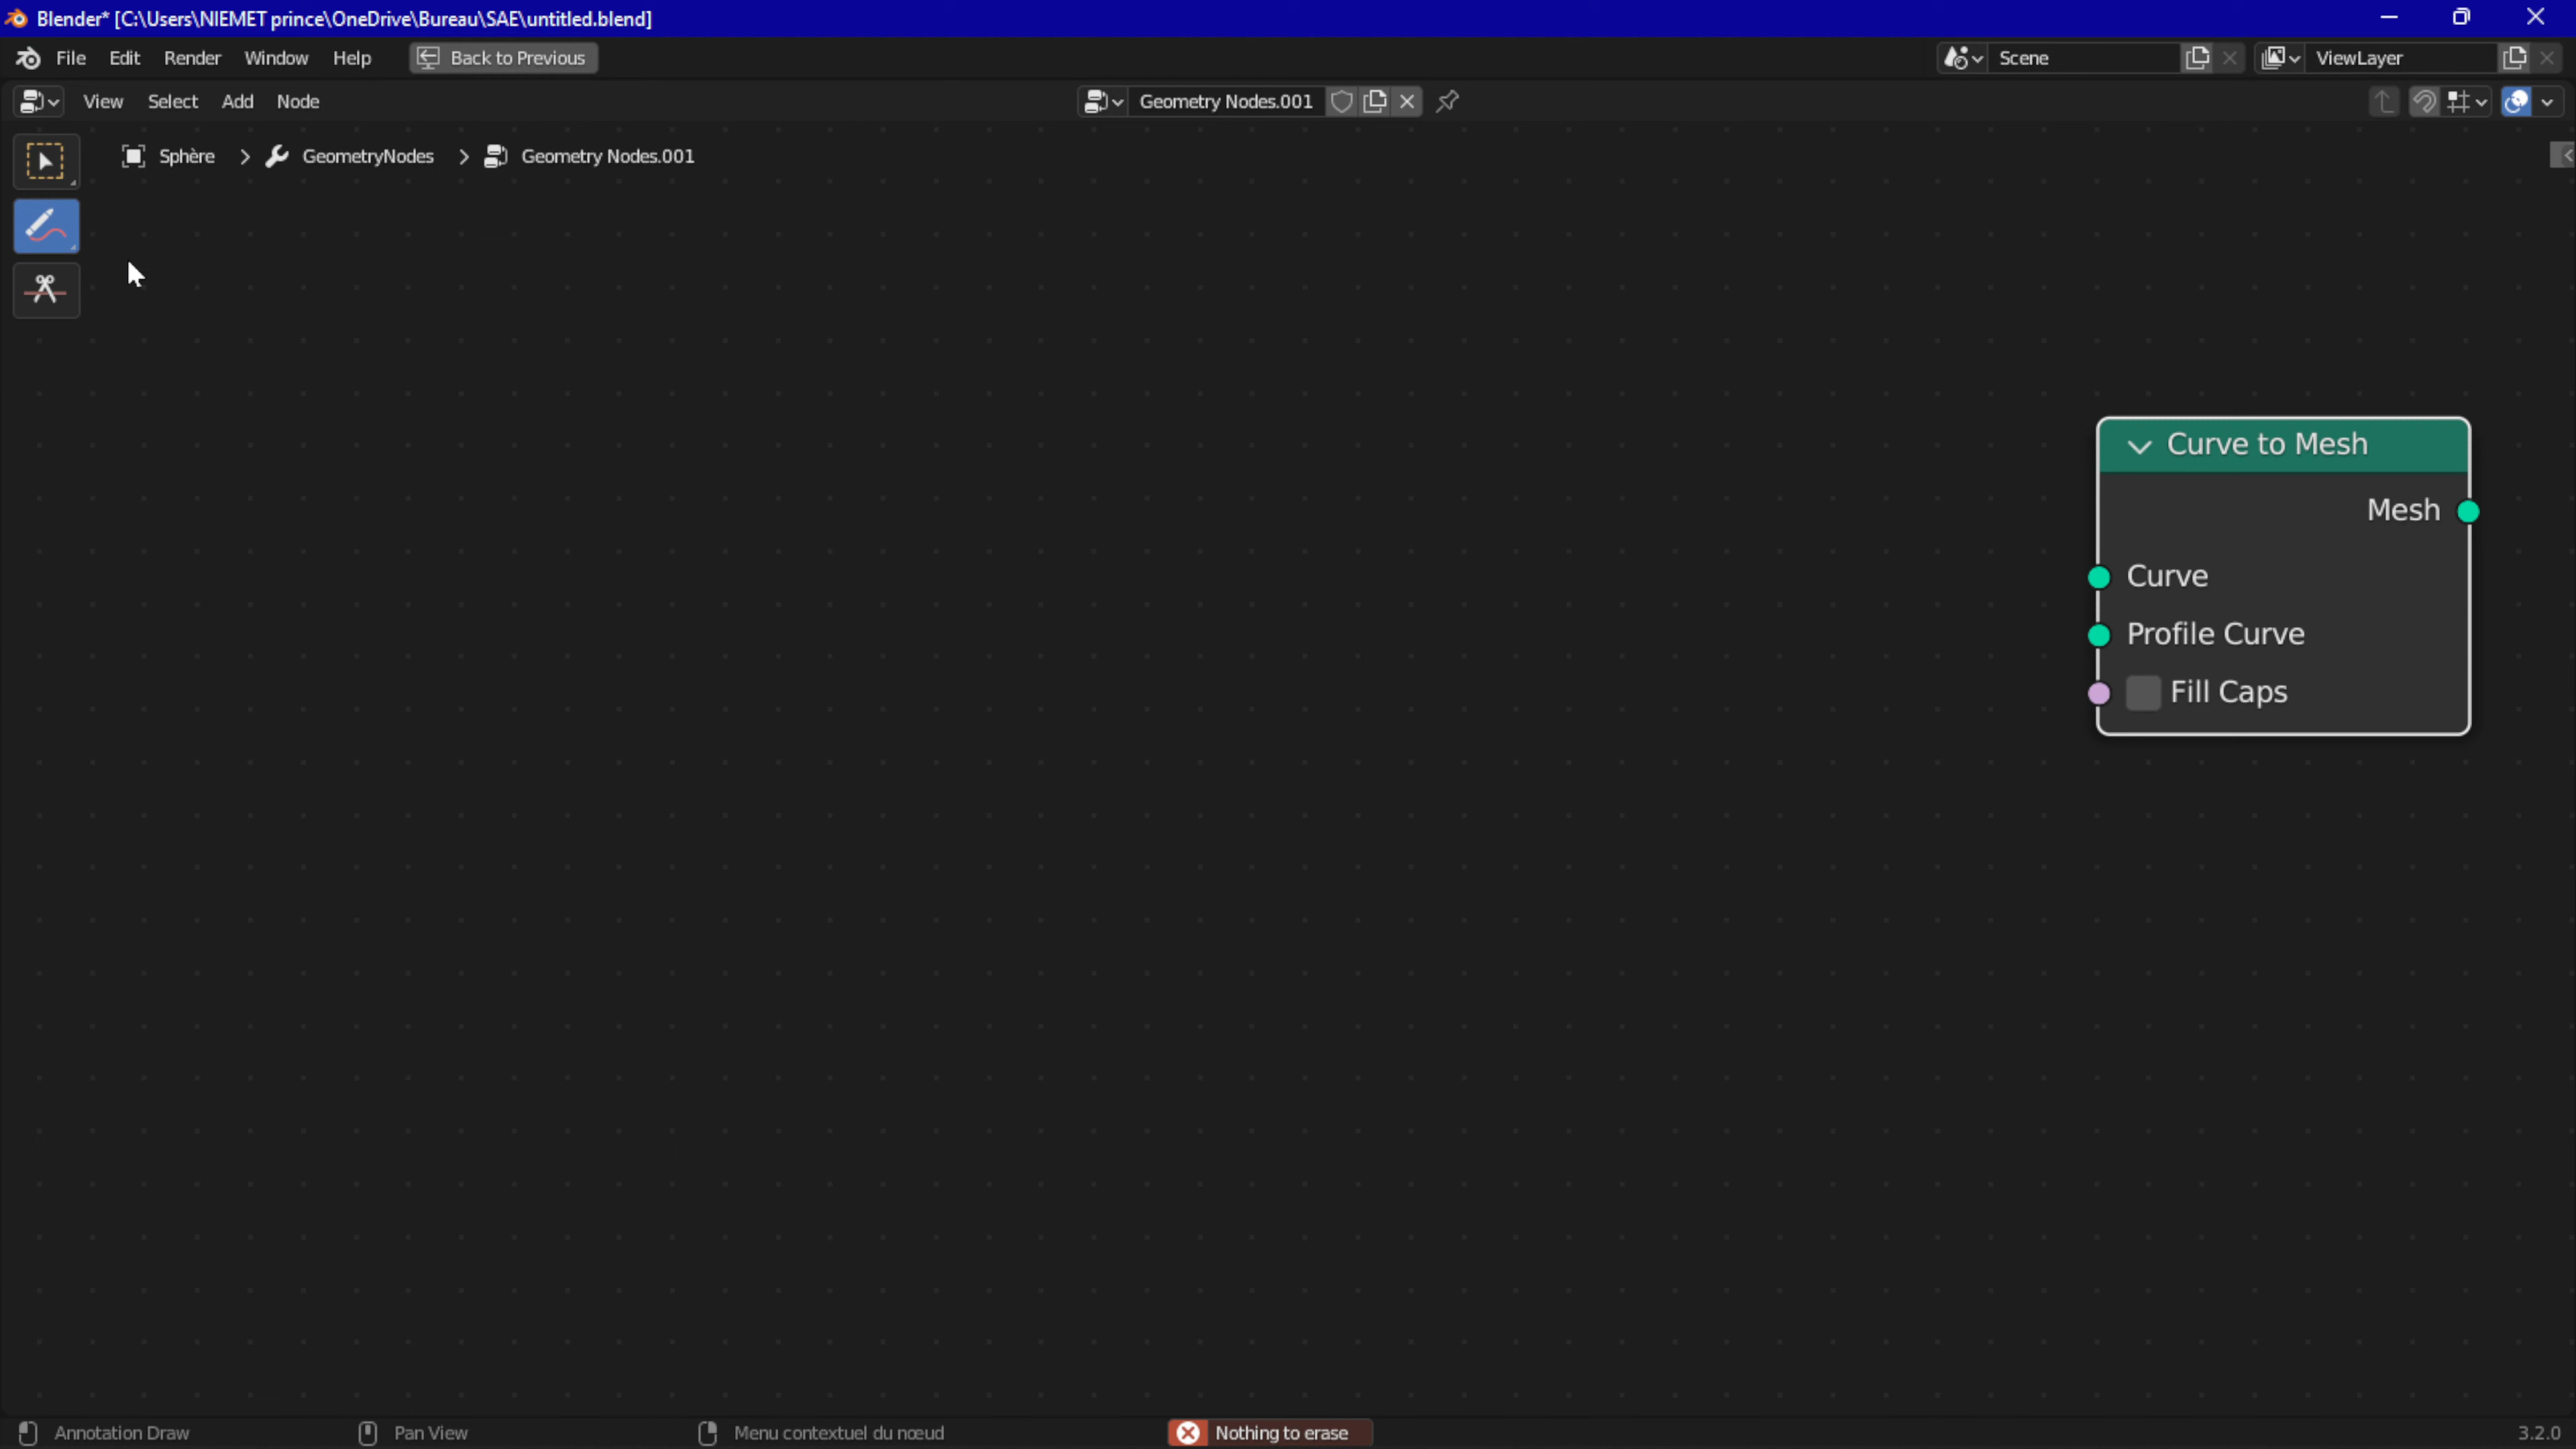 Blender* [C:\Users\NIEMET prince\OneDrive\Bureau\SAE\untitled.blend]
File Edit Render Window Help Back to Previous Scene ViewLayer
View Select Add Node Geometry Nodes.001
Sphère GeometryNodes Geometry Nodes.001
Curve to Mesh
Mesh
Curve
Profile Curve
Fill Caps
Annotation Draw Pan View Menu contextuel du nœud Nothing to erase 3.2.0